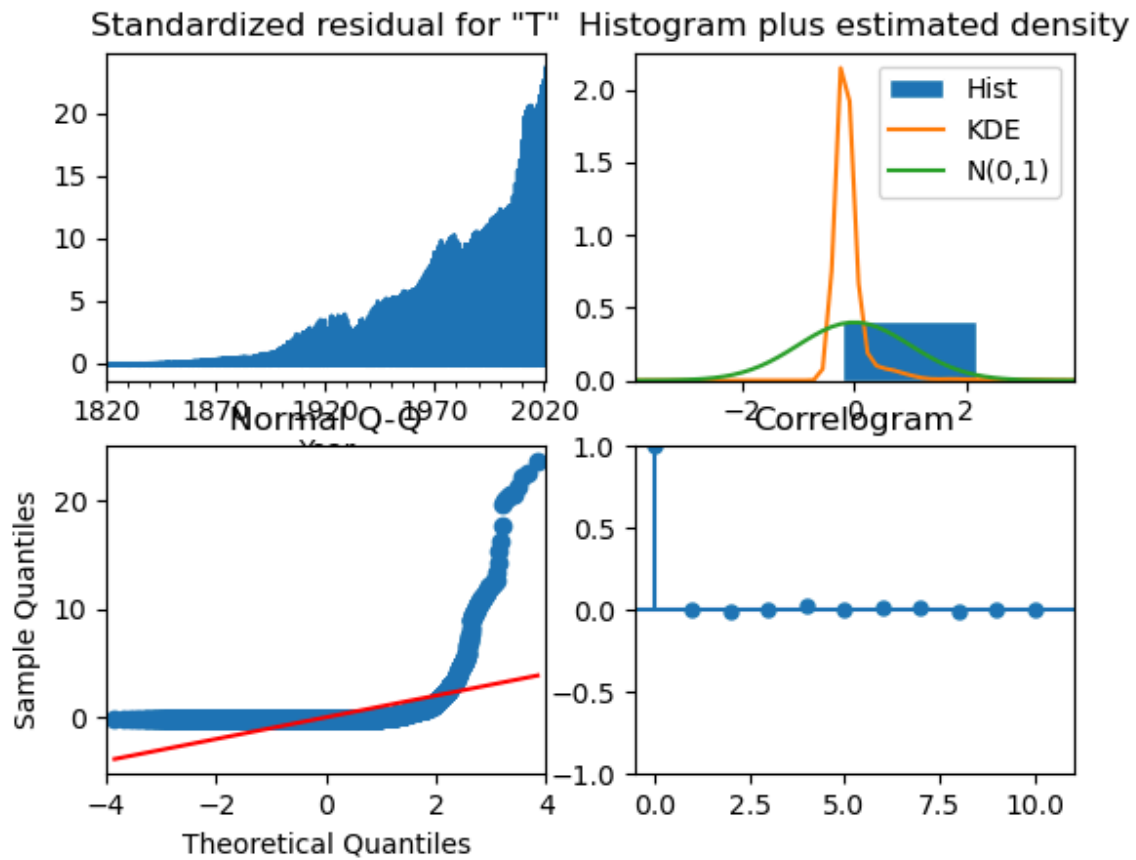 Standardized residual for "T"
20
15
10
5
0
1820 1870 1920 1970 2020
Year
Histogram plus estimated density
2.0
1.5
1.0
0.5
0.0
Hist
KDE
N(0,1)
−2 0 2
Normal Q-Q
Sample Quantiles
20
10
0
−4 −2 0 2 4
Theoretical Quantiles
Correlogram
1.0
0.5
0.0
−0.5
−1.0
0.0 2.5 5.0 7.5 10.0